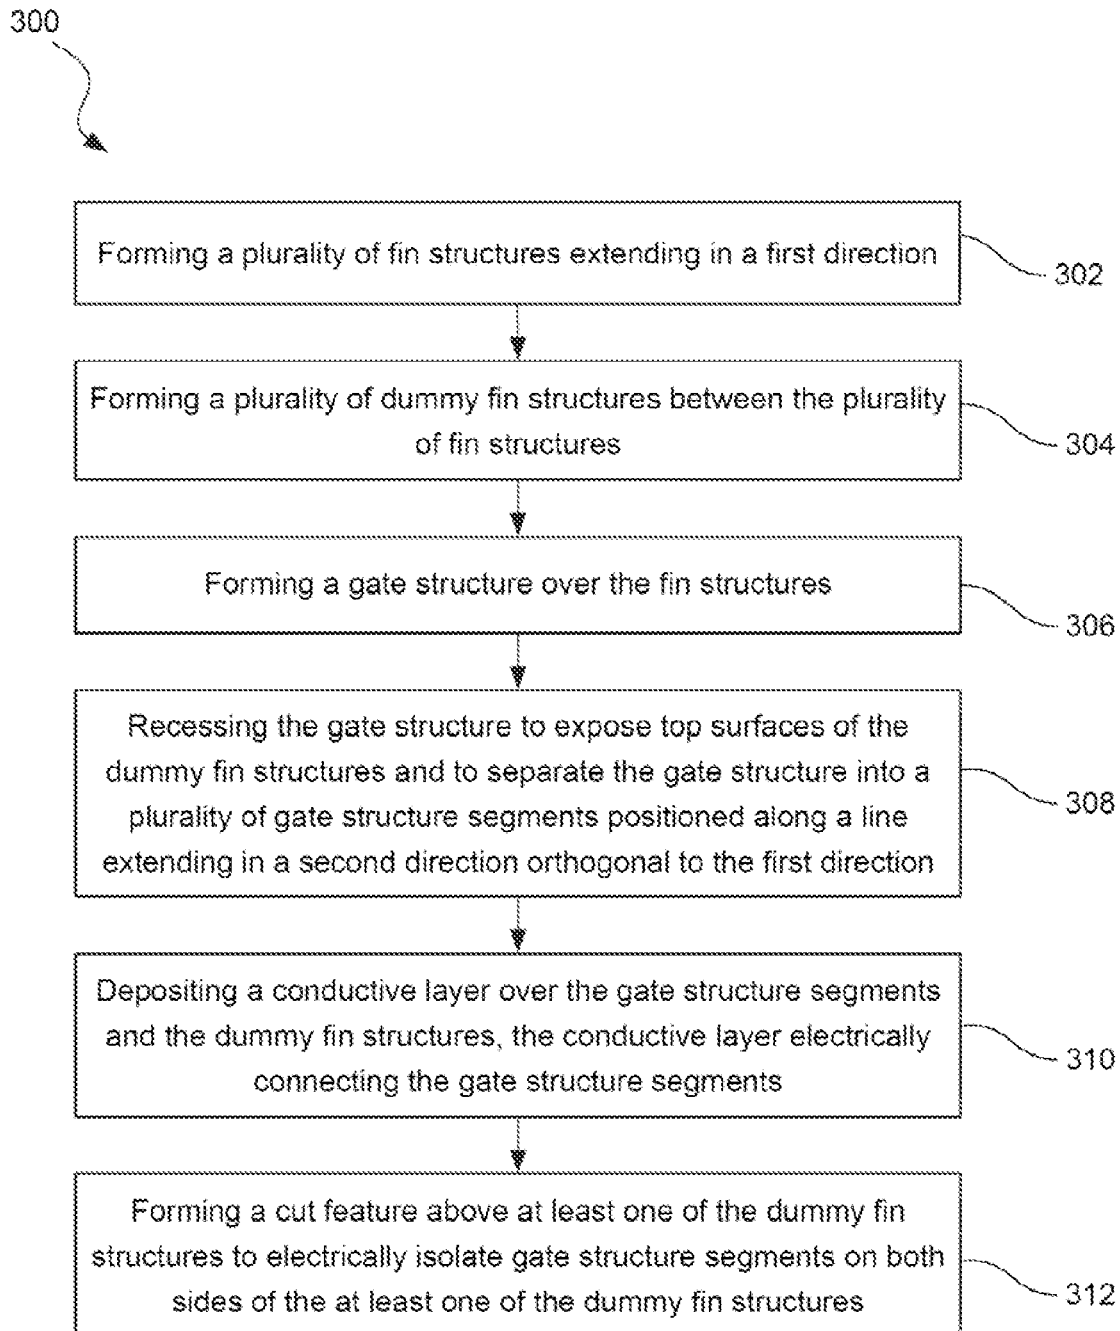 300
Forming a plurality of fin structures extending in a first direction
302
Forming a plurality of dummy fin structures between the plurality
of fin structures
304
Forming a gate structure over the fin structures
306
Recessing the gate structure to expose top surfaces of the
dummy fin structures and to separate the gate structure into a
plurality of gate structure segments positioned along a line
extending in a second direction orthogonal to the first direction
308
Depositing a conductive layer over the gate structure segments
and the dummy fin structures, the conductive layer electrically
connecting the gate structure segments
310
Forming a cut feature above at least one of the dummy fin
structures to electrically isolate gate structure segments on both
sides of the at least one of the dummy fin structures
312